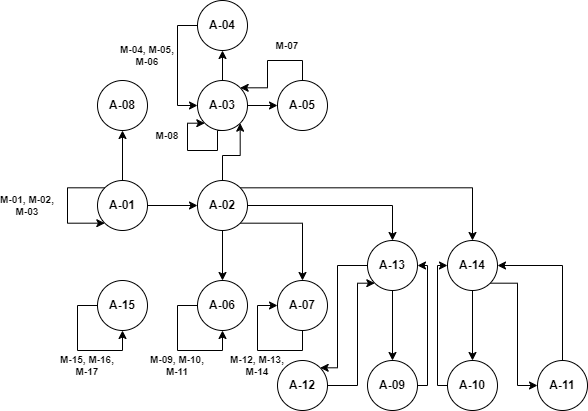 A-04
M-04, M-05,
M-06
M-07
A-08
A-03
A-05
M-08
M-01, M-02,
M-03
A-01
A-02
A-13
A-14
A-15
A-06
A-07
M-15, M-16,
M-17
M-09, M-10,
M-11
M-12, M-13,
M-14
A-12
A-09
A-10
A-11